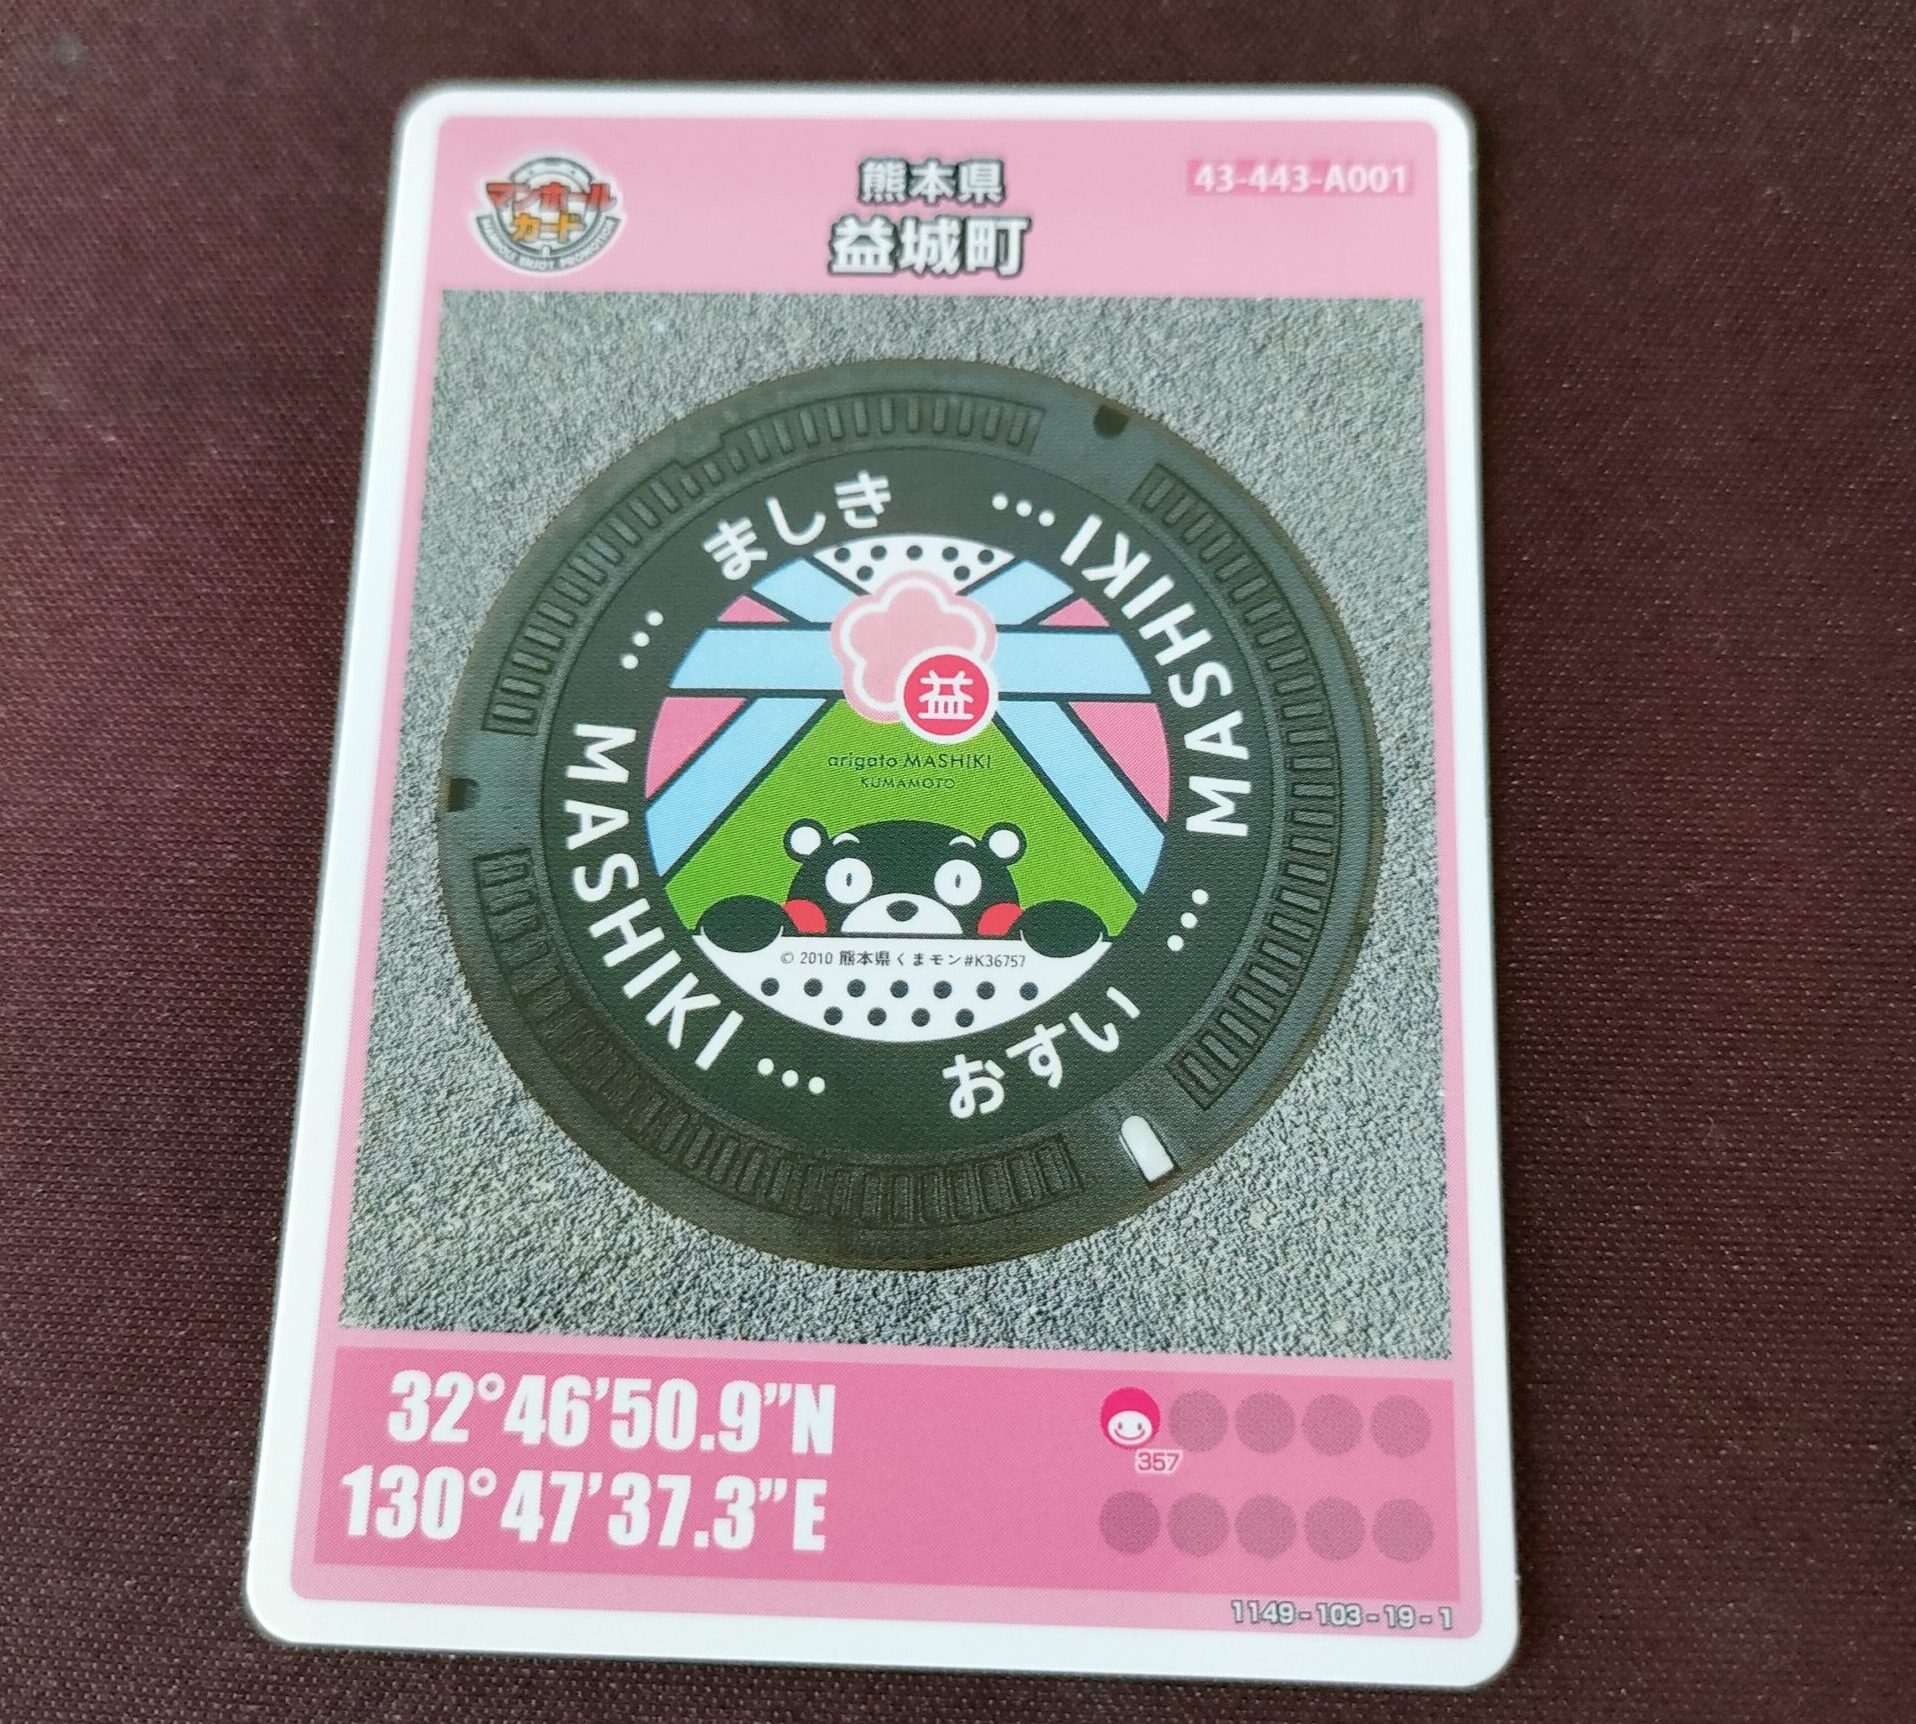 マンホール
カード
熊本県
益城町
43-443-A001
ましき
… MASHIKI …
… MASHIKI …
益
arigato MASHIKI
KUMAMOTO
© 2010 熊本県くまモン#K36757
おすい
32°46’50.9”N
130°47’37.3”E
357
1149-103-19-1